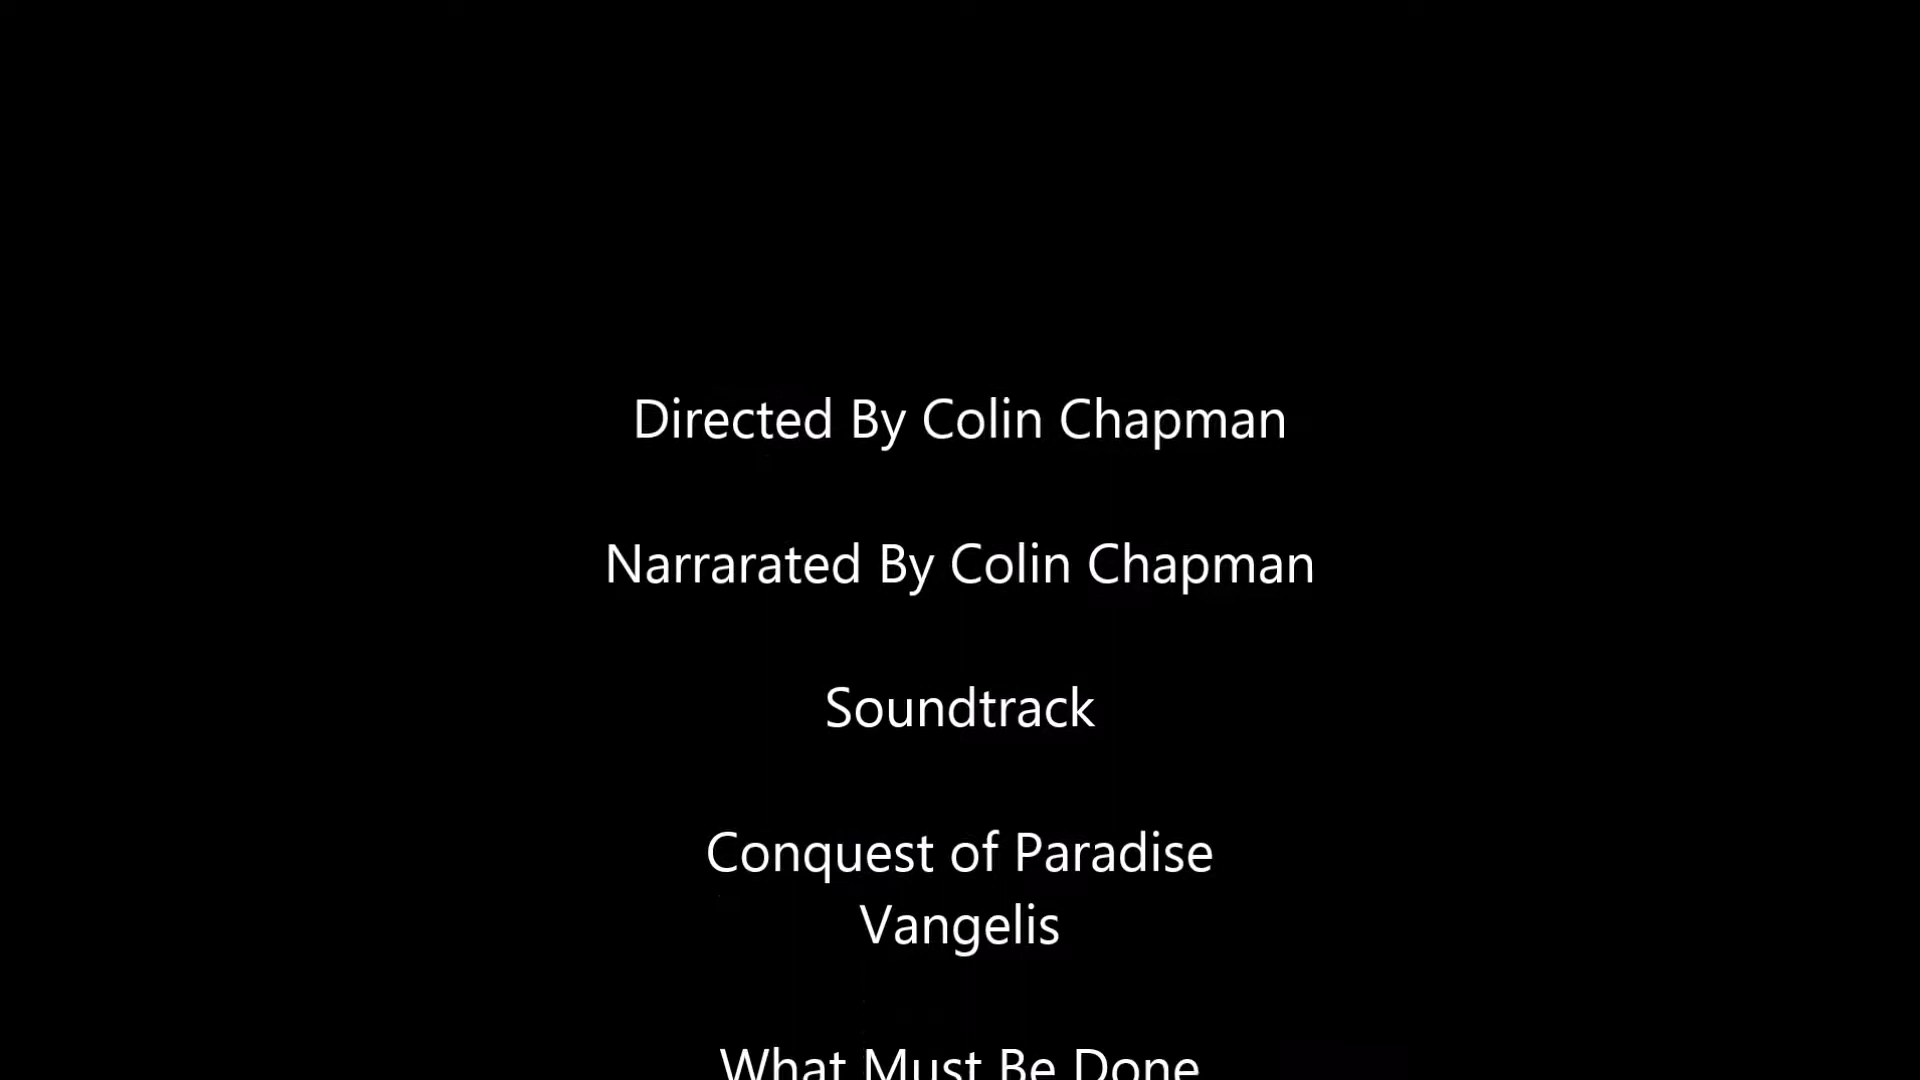 Directed By Colin Chapman
Narrarated By Colin Chapman
Soundtrack
Conquest of Paradise
Vangelis
What Must Be Done